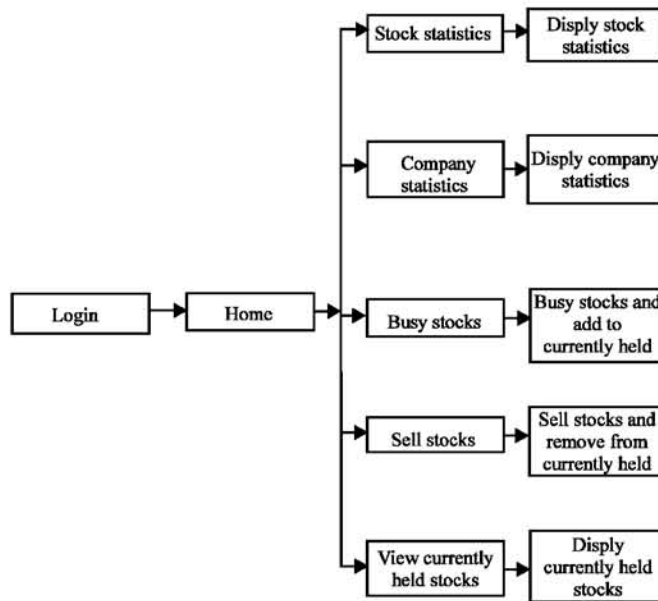 Stock statistics
Disply stock
statistics
Company
statistics
Disply company
statistics
Login
Home
Busy stocks
Busy stocks and
add to
currently held
Sell stocks
Sell stocks and
remove from
currently held
View currently
held stocks
Disply
currently held
stocks